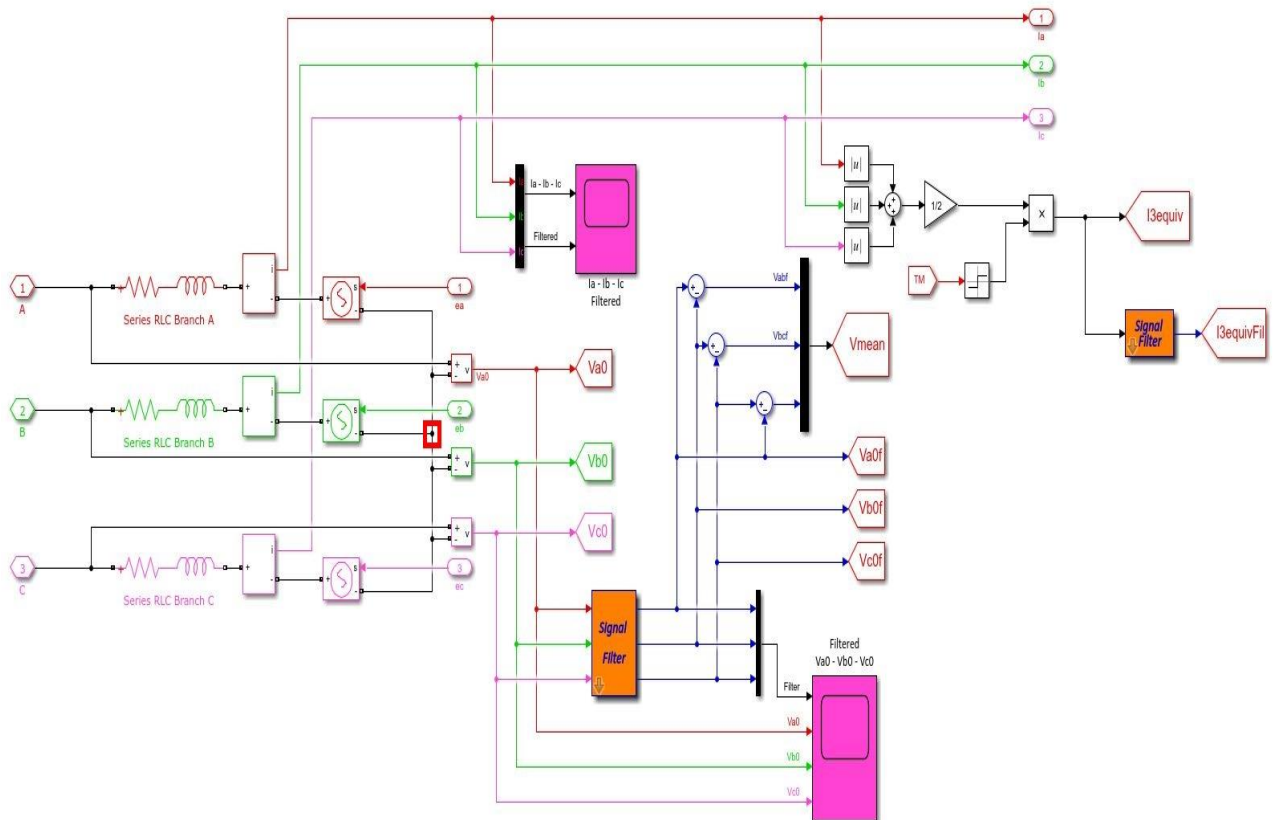 1
Ia
2
Ib
3
Ic
Ia - Ib - Ic
Filtered
Ia - Ib - Ic
Filtered
|u|
|u|
|u|
1/2
×
I3equiv
TM
Signal
Filter
I3equivFil
1
A
Series RLC Branch A
i
+
-
+
s
-
1
ea
+
-
v
Va0
Va0
Vabf
Vbcf
Vmean
2
B
Series RLC Branch B
i
+
-
+
s
-
2
eb
+
-
v
Vb0
Va0f
Vb0f
Vc0f
3
C
Series RLC Branch C
i
+
-
+
s
-
3
ec
+
-
v
Vc0
Signal
Filter
Filtered
Va0 - Vb0 - Vc0
Filter
Va0
Vb0
Vc0